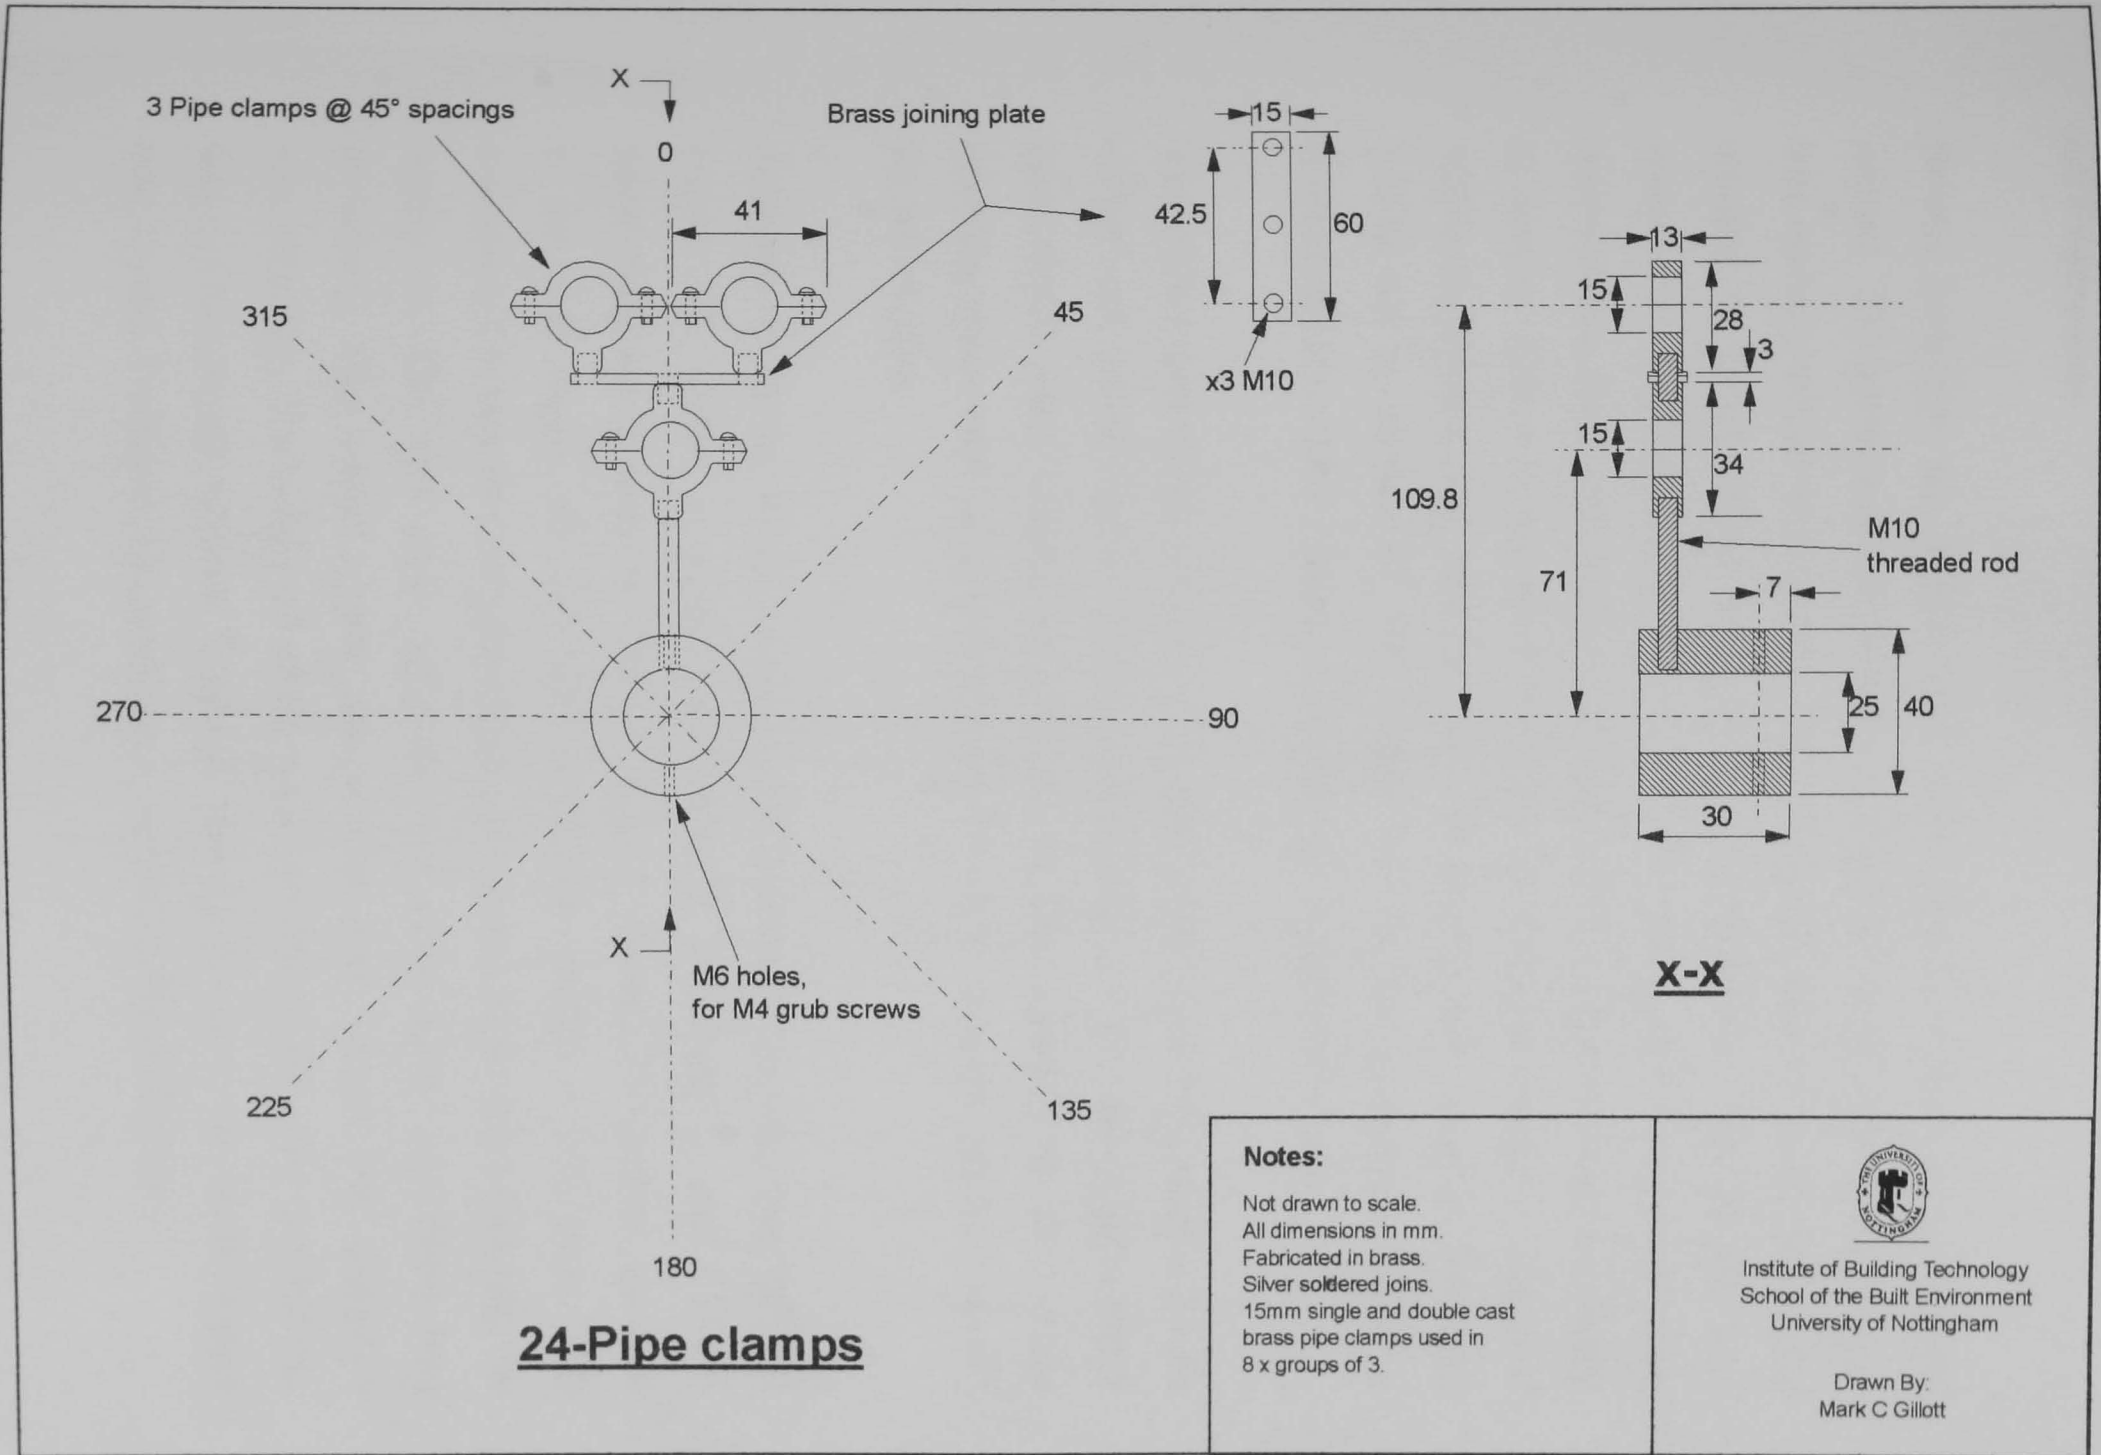 X
3 Pipe clamps @ 45° spacings
Brass joining plate
0
41
315
45
270
90
225
135
180
X
M6 holes,
for M4 grub screws
24-Pipe clamps
15
42.5
60
x3 M10
13
15
28
3
15
34
109.8
71
M10
threaded rod
7
25
40
30
X-X
Notes:
Not drawn to scale.
All dimensions in mm.
Fabricated in brass.
Silver soldered joins.
15mm single and double cast
brass pipe clamps used in
8 x groups of 3.
THE UNIVERSITY OF
NOTTINGHAM
Institute of Building Technology
School of the Built Environment
University of Nottingham
Drawn By:
Mark C Gillott